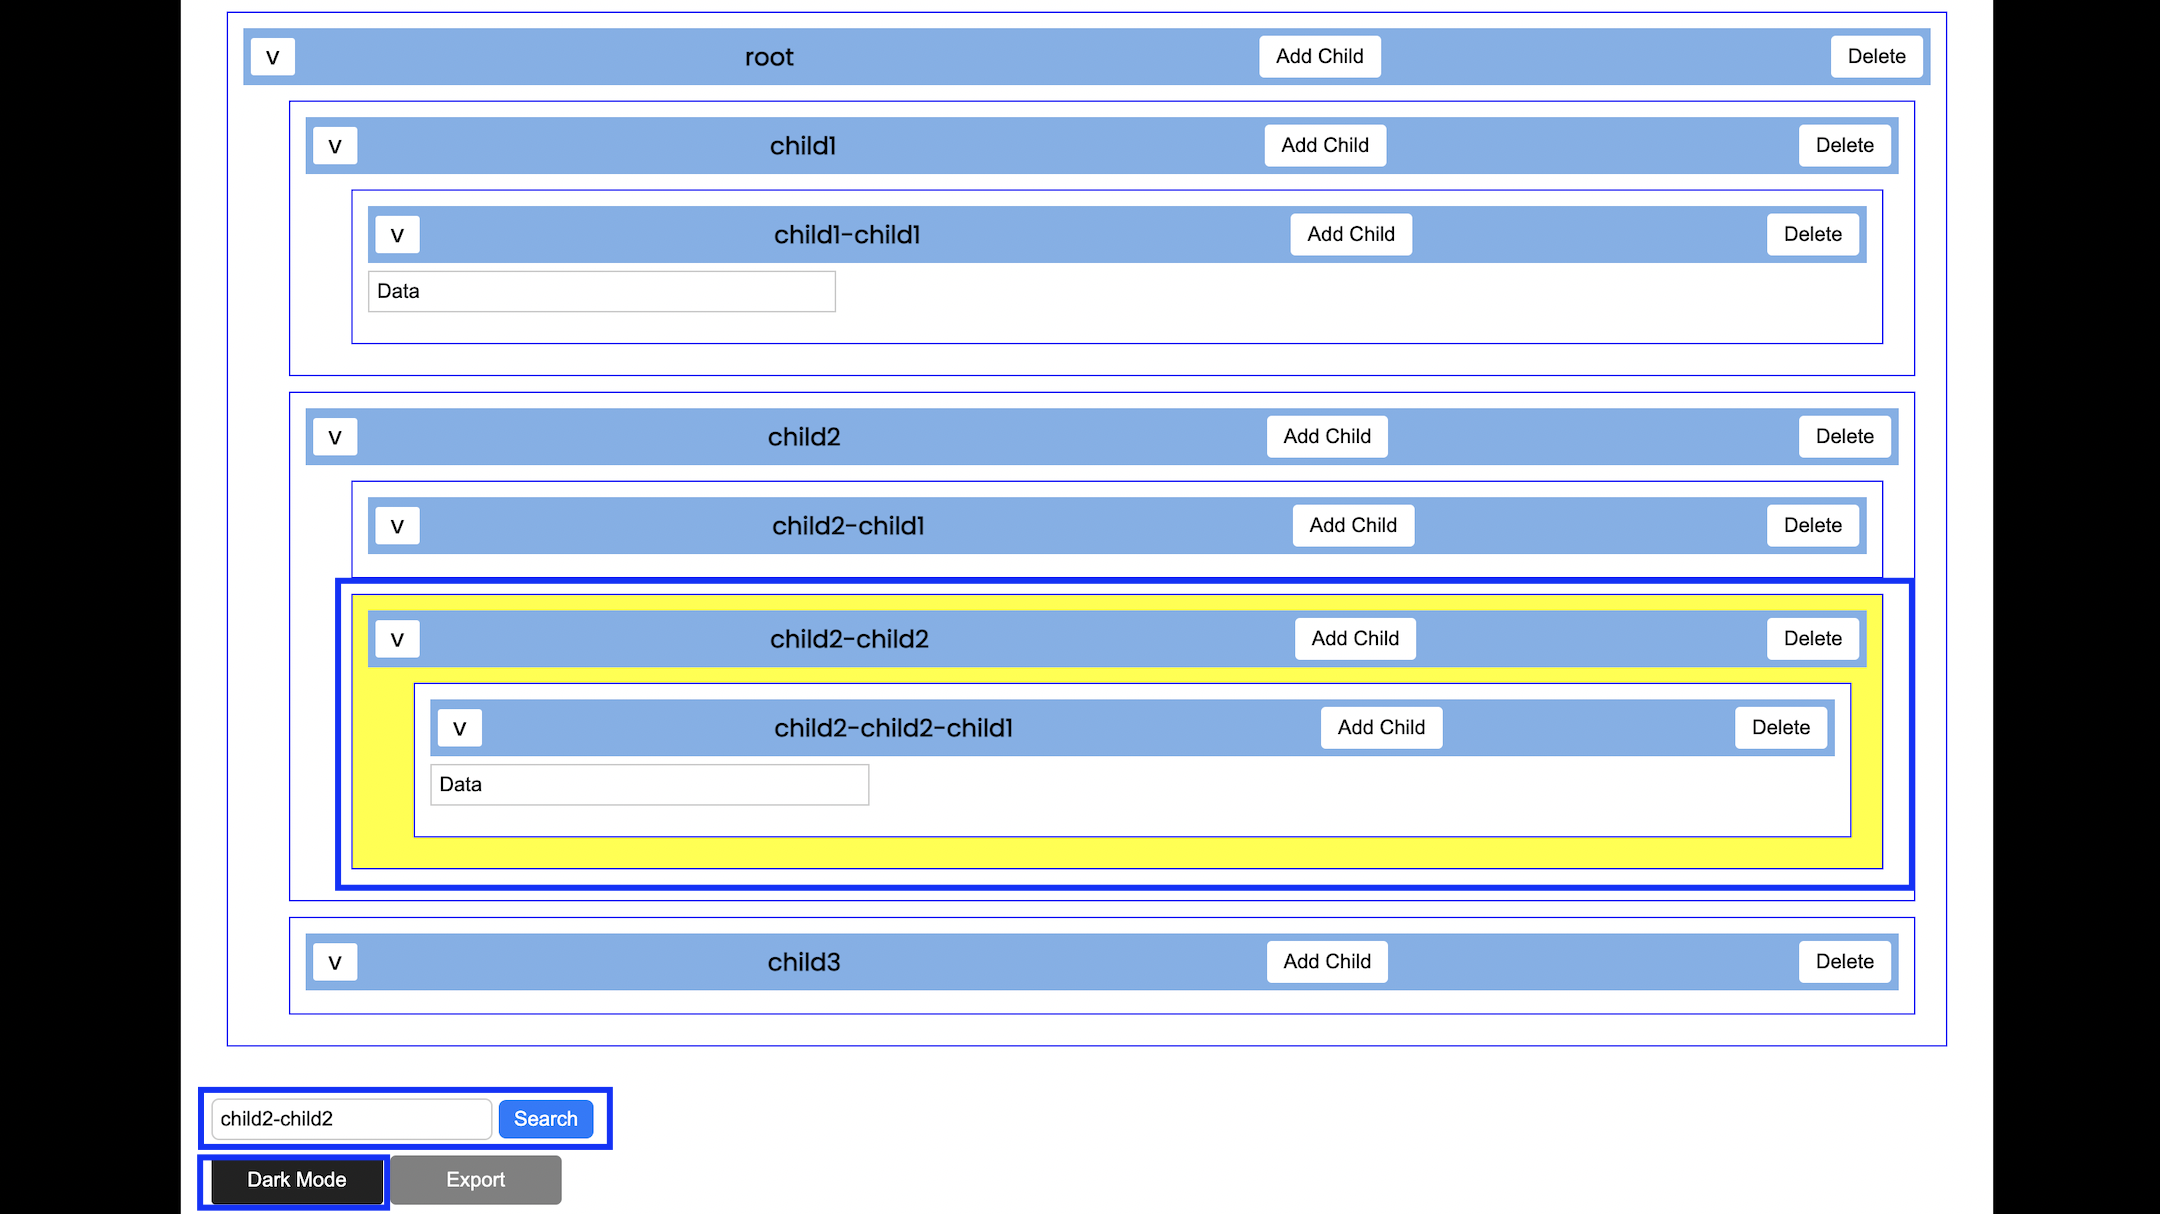 v root Add Child Delete
v child1 Add Child Delete
v child1-child1 Add Child Delete
Data
v child2 Add Child Delete
v child2-child1 Add Child Delete
v child2-child2 Add Child Delete
v child2-child2-child1 Add Child Delete
Data
v child3 Add Child Delete
child2-child2 Search
Dark Mode Export